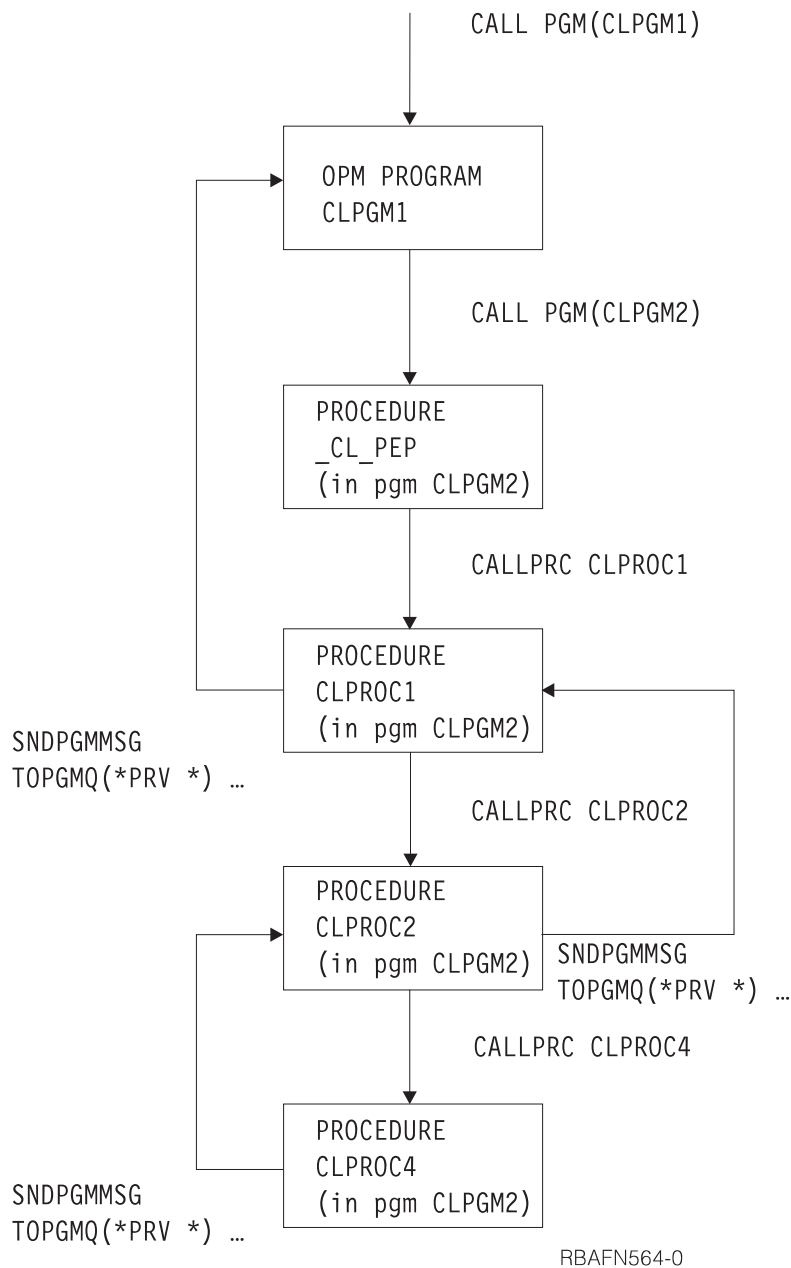 CALL PGM(CLPGM1)
OPM PROGRAM
CLPGM1
CALL PGM(CLPGM2)
PROCEDURE
_CL_PEP
(in pgm CLPGM2)
CALLPRC CLPROC1
PROCEDURE
CLPROC1
(in pgm CLPGM2)
SNDPGMMSG
TOPGMQ(*PRV *) …
CALLPRC CLPROC2
PROCEDURE
CLPROC2
(in pgm CLPGM2)
SNDPGMMSG
TOPGMQ(*PRV *) …
CALLPRC CLPROC4
PROCEDURE
CLPROC4
(in pgm CLPGM2)
SNDPGMMSG
TOPGMQ(*PRV *) …
RBAFN564-0